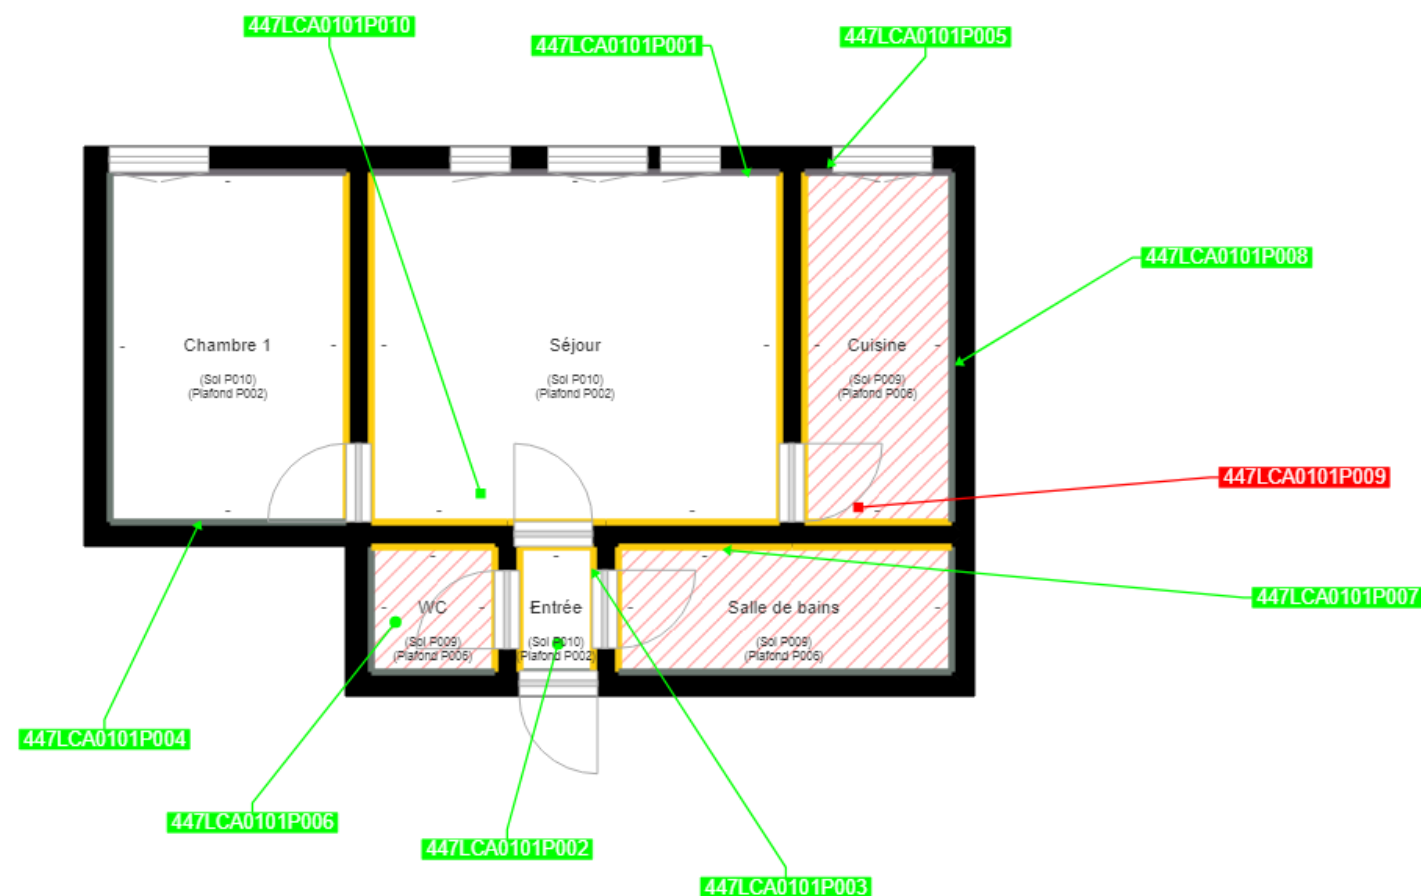 447LCA0101P010
447LCA0101P001
447LCA0101P005
447LCA0101P008
Chambre 1
(Sol P010)
(Plafond P002)
Séjour
(Sol P010)
(Plafond P002)
Cuisine
(Sol P009)
(Plafond P006)
447LCA0101P009
WC
(Sol P009)
(Plafond P006)
Entrée
(Sol P010)
(Plafond P002)
Salle de bains
(Sol P009)
(Plafond P006)
447LCA0101P007
447LCA0101P004
447LCA0101P006
447LCA0101P002
447LCA0101P003